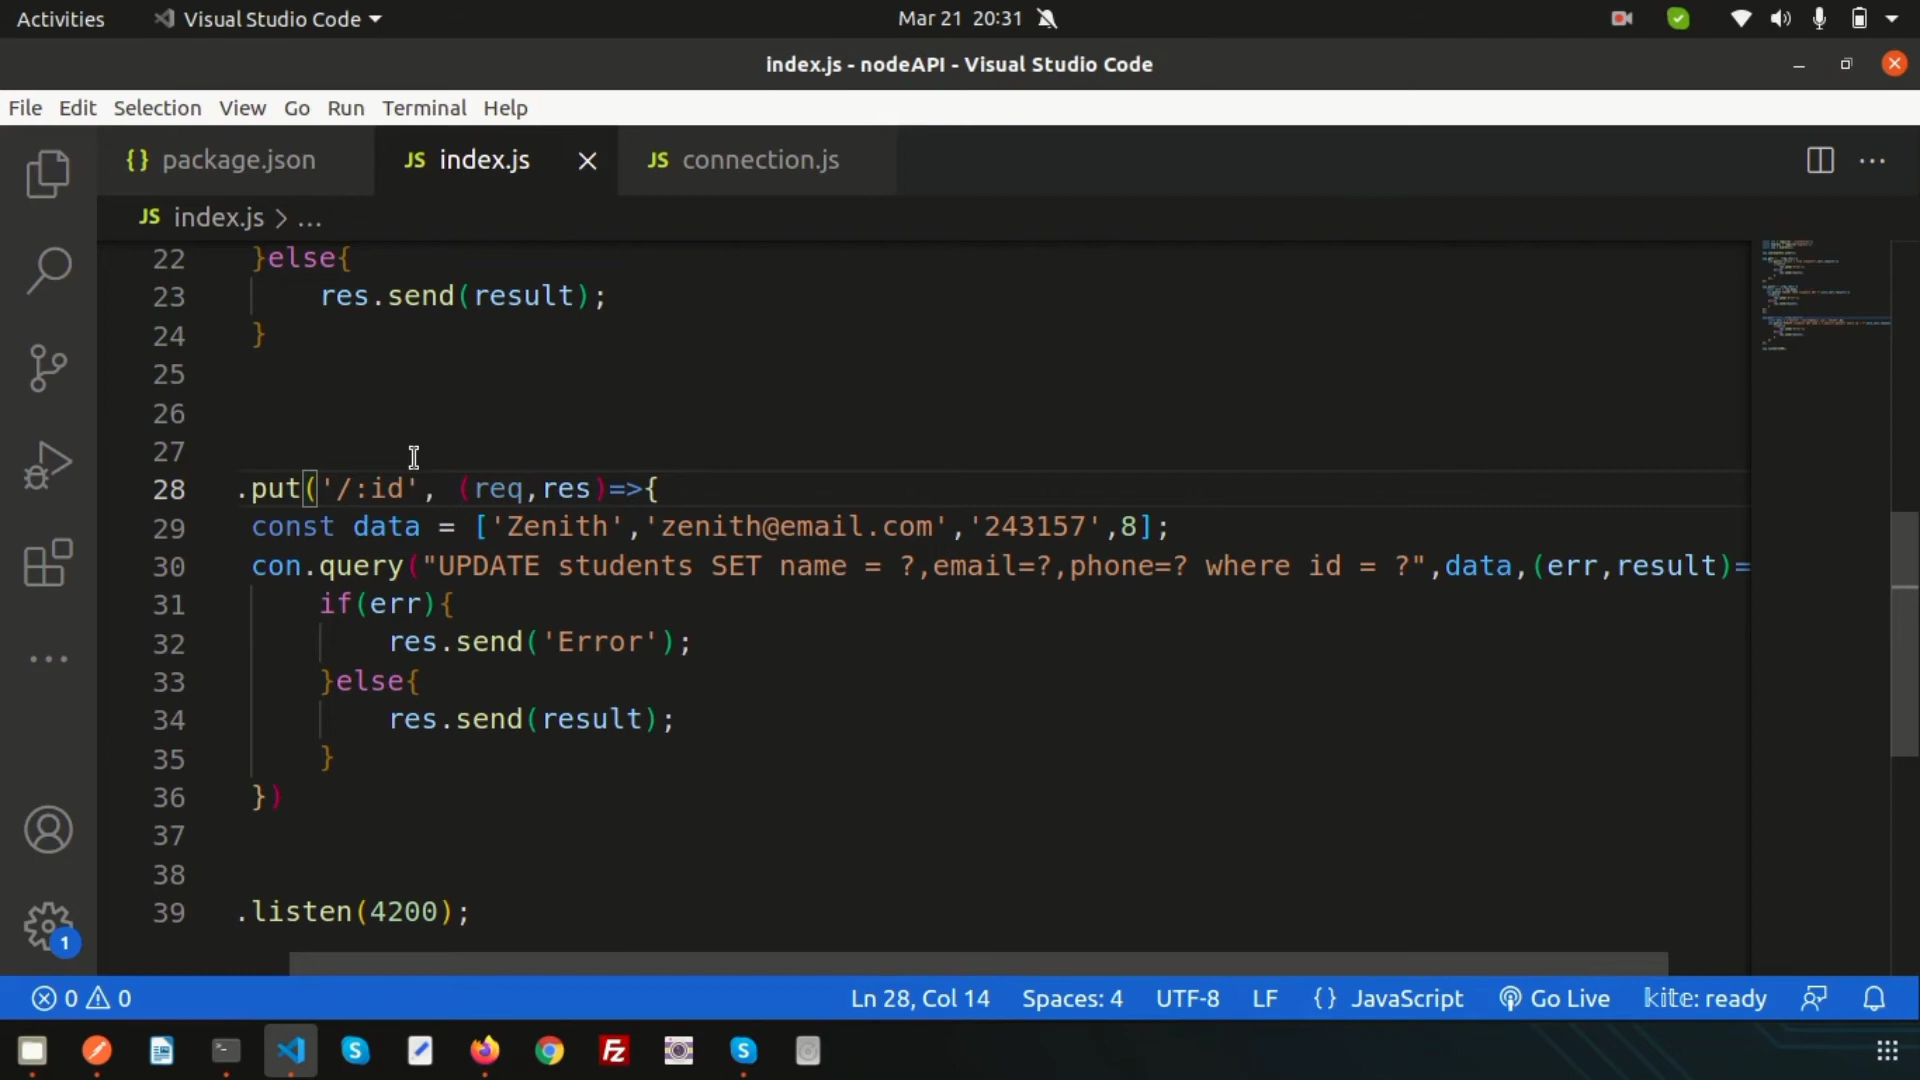 Activities Visual Studio Code Mar 21 20:31
index.js - nodeAPI - Visual Studio Code
File Edit Selection View Go Run Terminal Help
{} package.json JS index.js JS connection.js
JS index.js > ...
22 }else{
23 res.send(result);
24 }
25
26
27
28 .put('/:id', (req,res)=>{
29 const data = ['Zenith','zenith@email.com','243157',8];
30 con.query("UPDATE students SET name = ?,email=?,phone=? where id = ?",data,(err,result)=
31 if(err){
32 res.send('Error');
33 }else{
34 res.send(result);
35 }
36 })
37
38
39 .listen(4200);
1
0 0 Ln 28, Col 14 Spaces: 4 UTF-8 LF {} JavaScript Go Live kite: ready